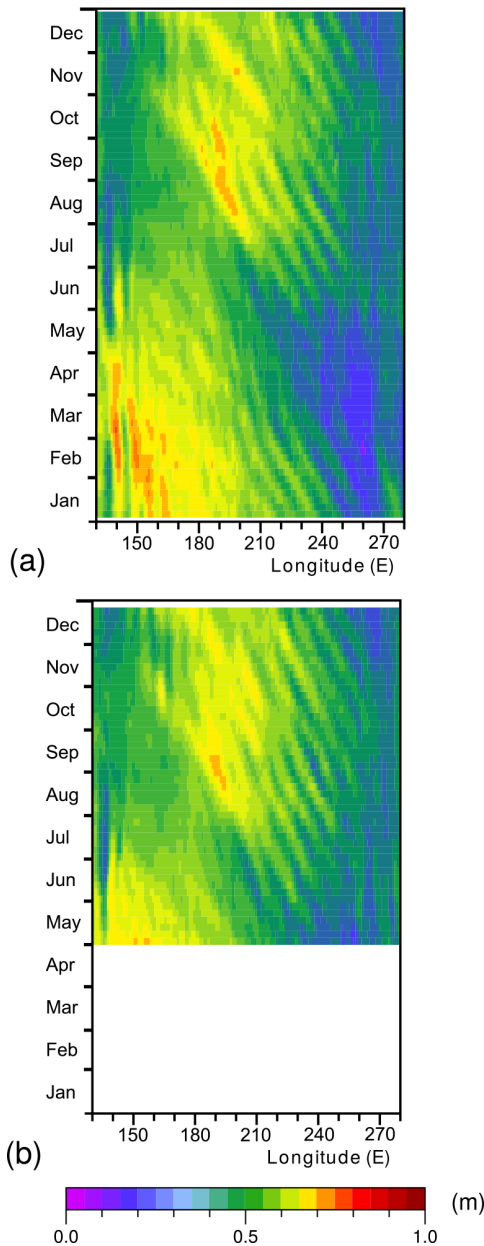 Dec
Nov
Oct
Sep
Aug
Jul
Jun
May
Apr
Mar
Feb
Jan
150 180 210 240 270
(a) Longitude (E)
Dec
Nov
Oct
Sep
Aug
Jul
Jun
May
Apr
Mar
Feb
Jan
150 180 210 240 270
(b) Longitude (E)
(m)
0.0 0.5 1.0